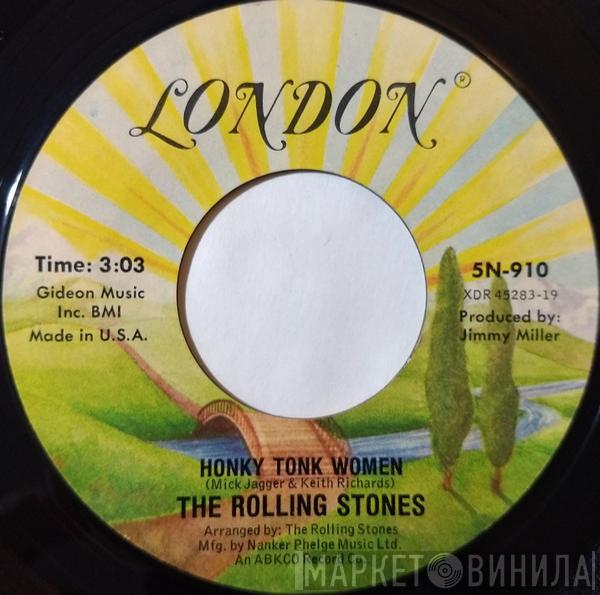 LONDON®
Time: 3:03
Gideon Music
Inc. BMI
Made in U.S.A.
5N-910
XDR 45283-19
Produced by:
Jimmy Miller
HONKY TONK WOMEN
(Mick Jagger & Keith Richards)
THE ROLLING STONES
Arranged by: The Rolling Stones
Mfg. by Nanker Phelge Music Ltd.
An ABKCO Record Co.
МАРКЕТ ВИНИЛА